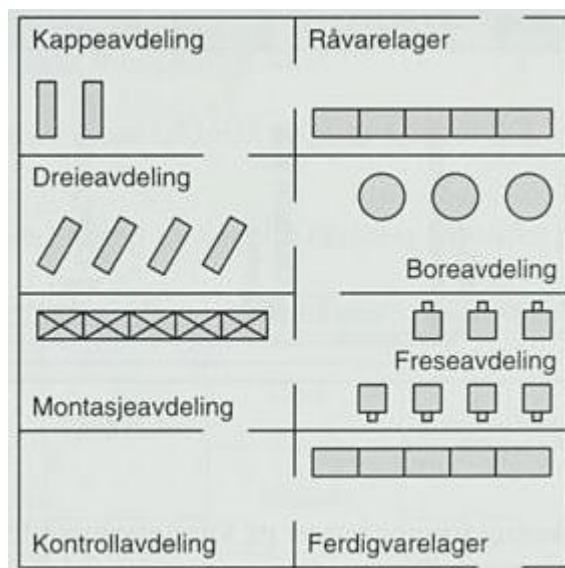 Kappeavdeling
Råvarelager
Dreieavdeling
Boreavdeling
Freseavdeling
Montasjeavdeling
Kontrollavdeling
Ferdigvarelager